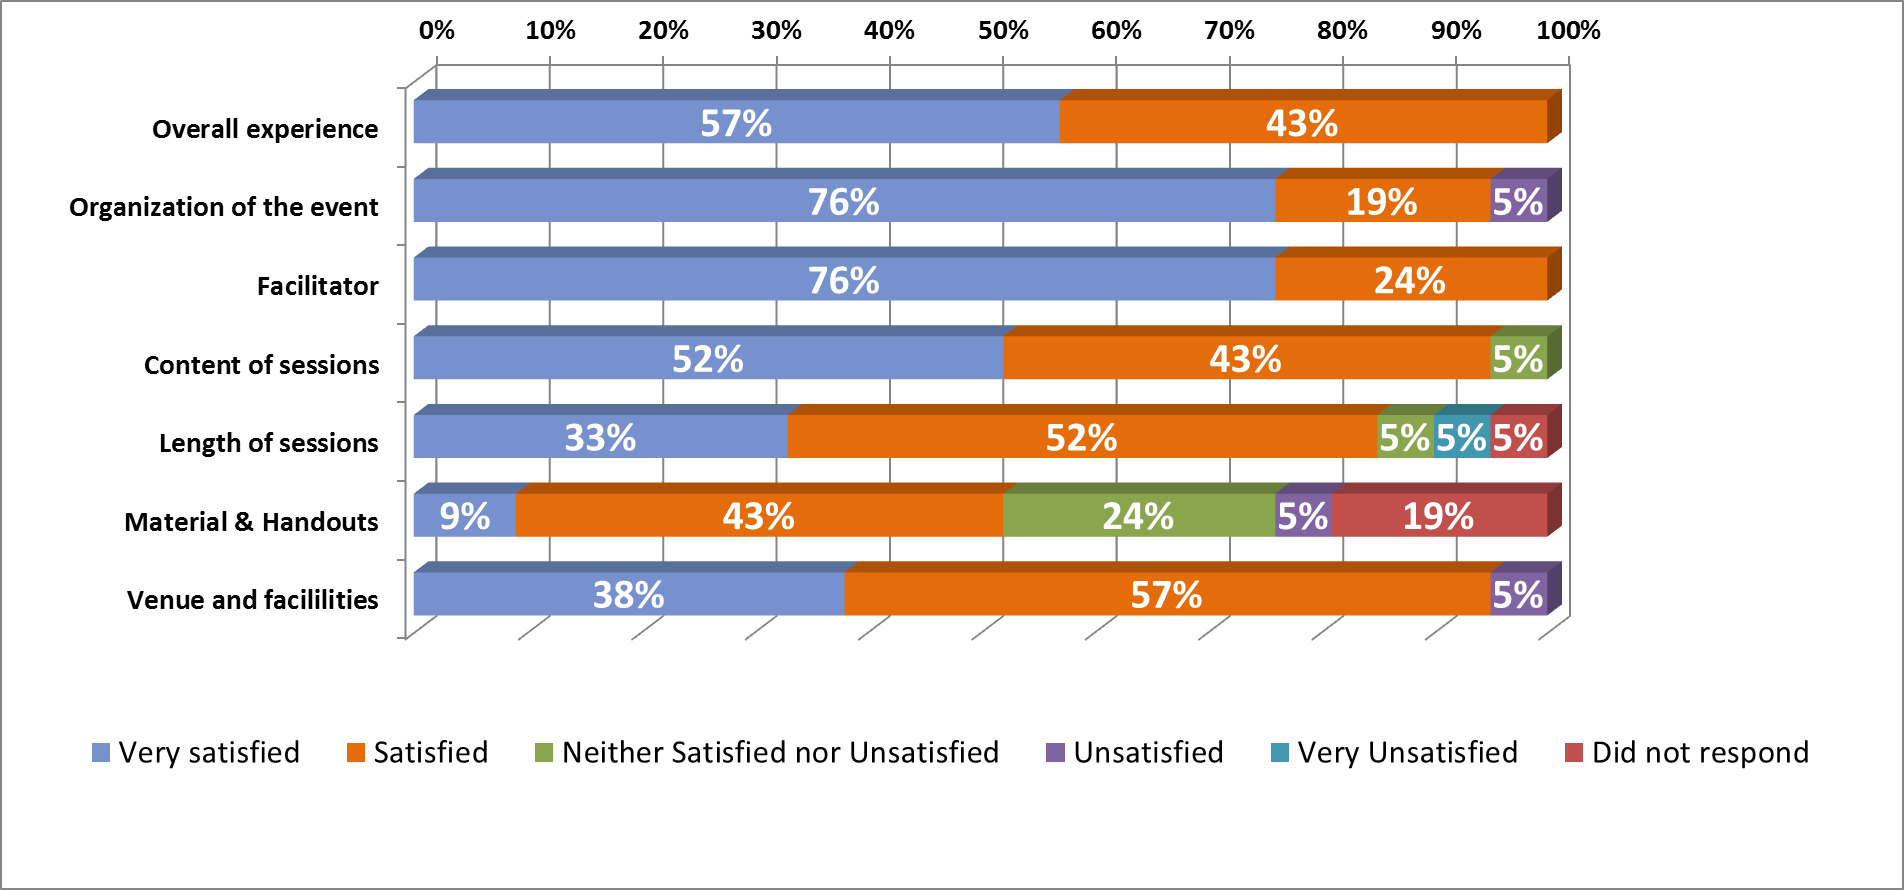 0% 10% 20% 30% 40% 50% 60% 70% 80% 90% 100%
Overall experience 57% 43%
Organization of the event 76% 19% 5%
Facilitator 76% 24%
Content of sessions 52% 43% 5%
Length of sessions 33% 52% 5% 5% 5%
Material & Handouts 9% 43% 24% 5% 19%
Venue and facililities 38% 57% 5%
Very satisfied Satisfied Neither Satisfied nor Unsatisfied Unsatisfied Very Unsatisfied Did not respond